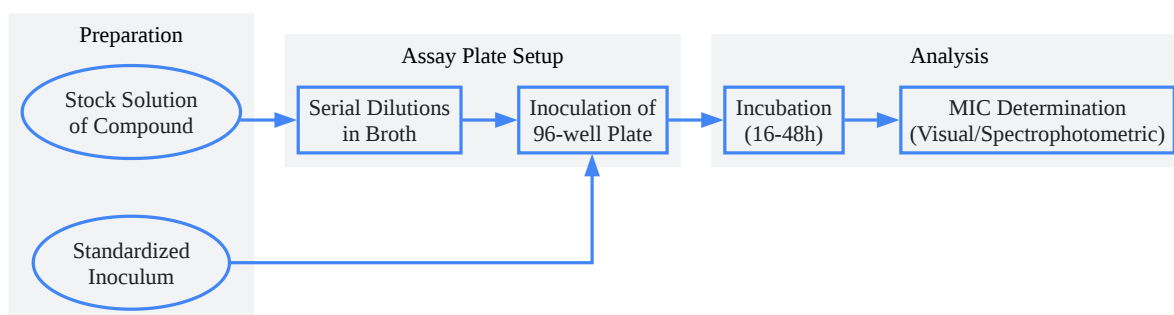 Preparation
Stock Solution
of Compound
Standardized
Inoculum
Assay Plate Setup
Serial Dilutions
in Broth
Inoculation of
96-well Plate
Analysis
Incubation
(16-48h)
MIC Determination
(Visual/Spectrophotometric)